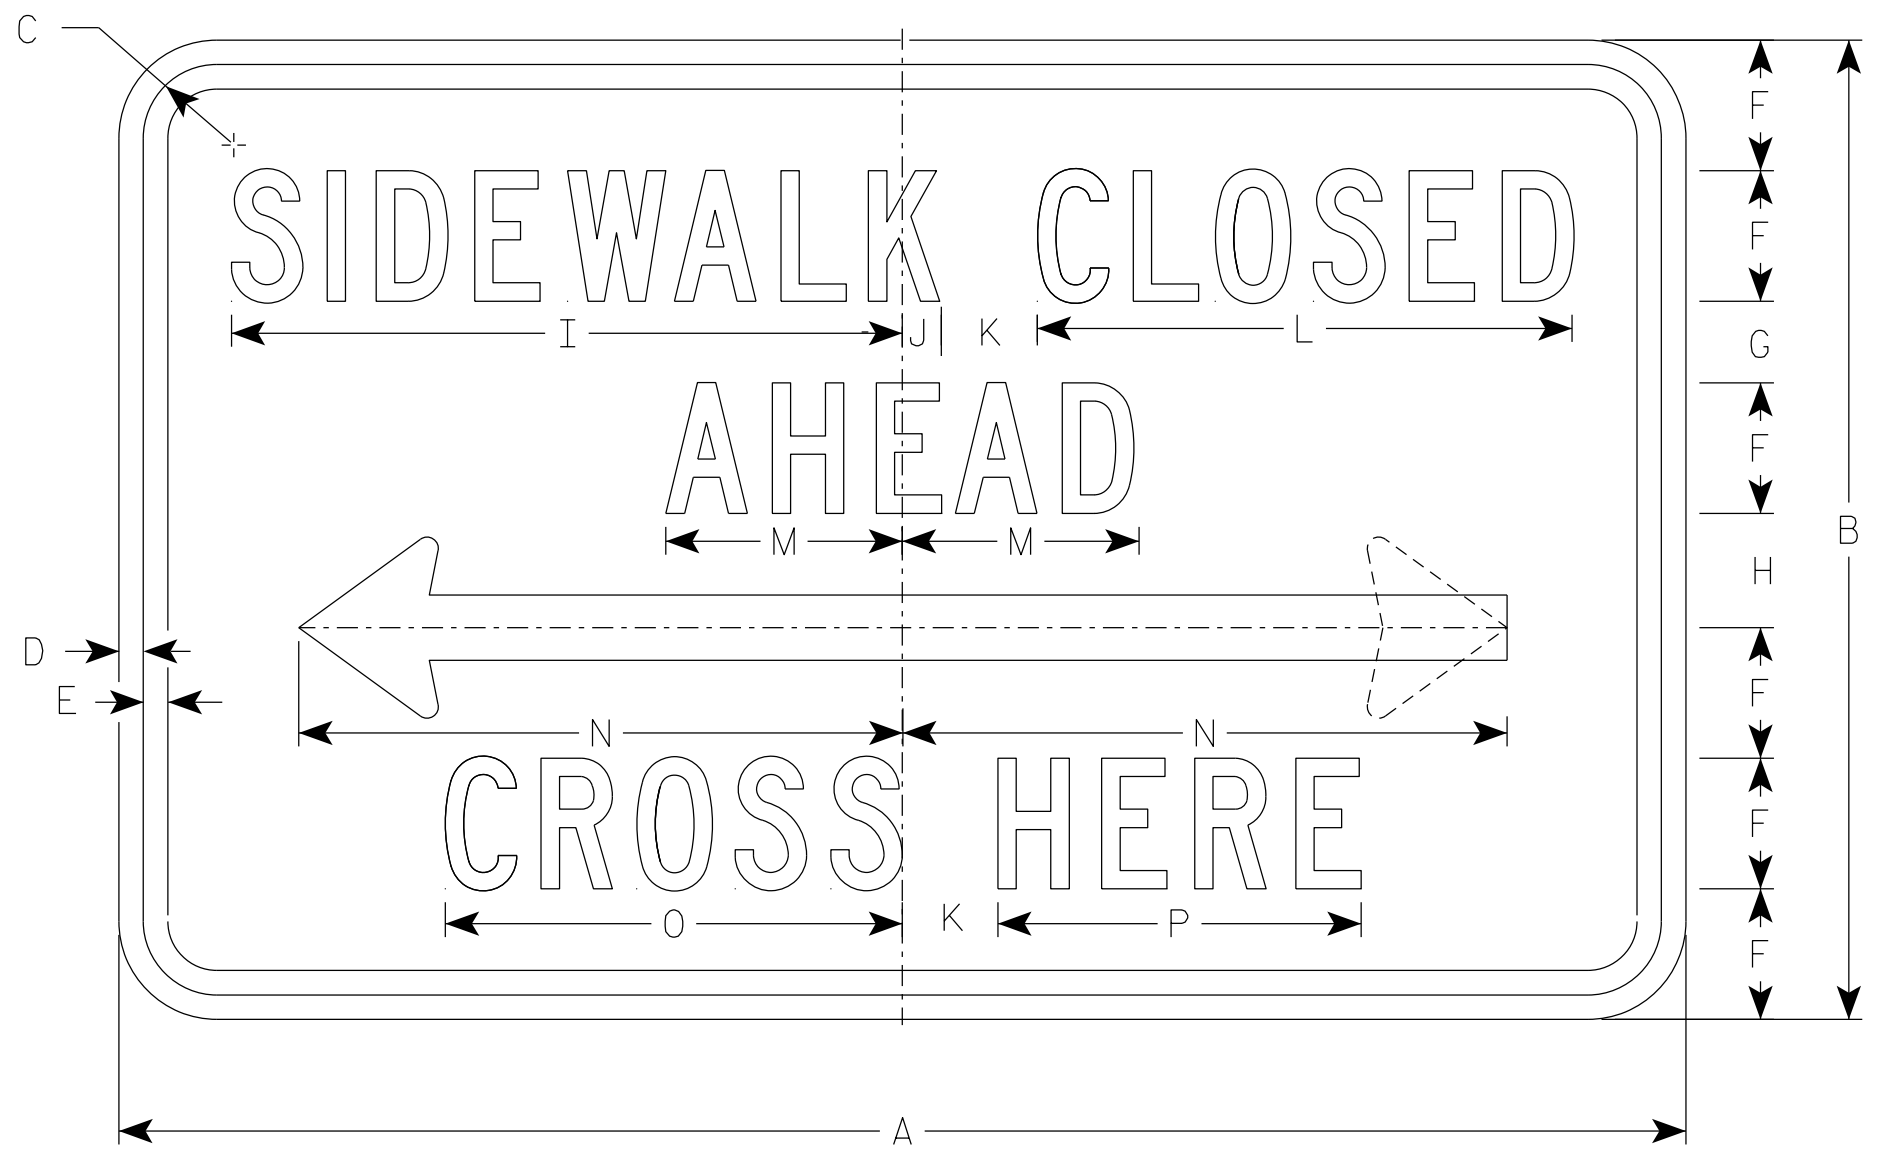 C
F
SIDEWALK CLOSED
F
I J K L
G
AHEAD
F
M M
B
H
D
E
F
N N
CROSS HERE
F
O K P
F
A